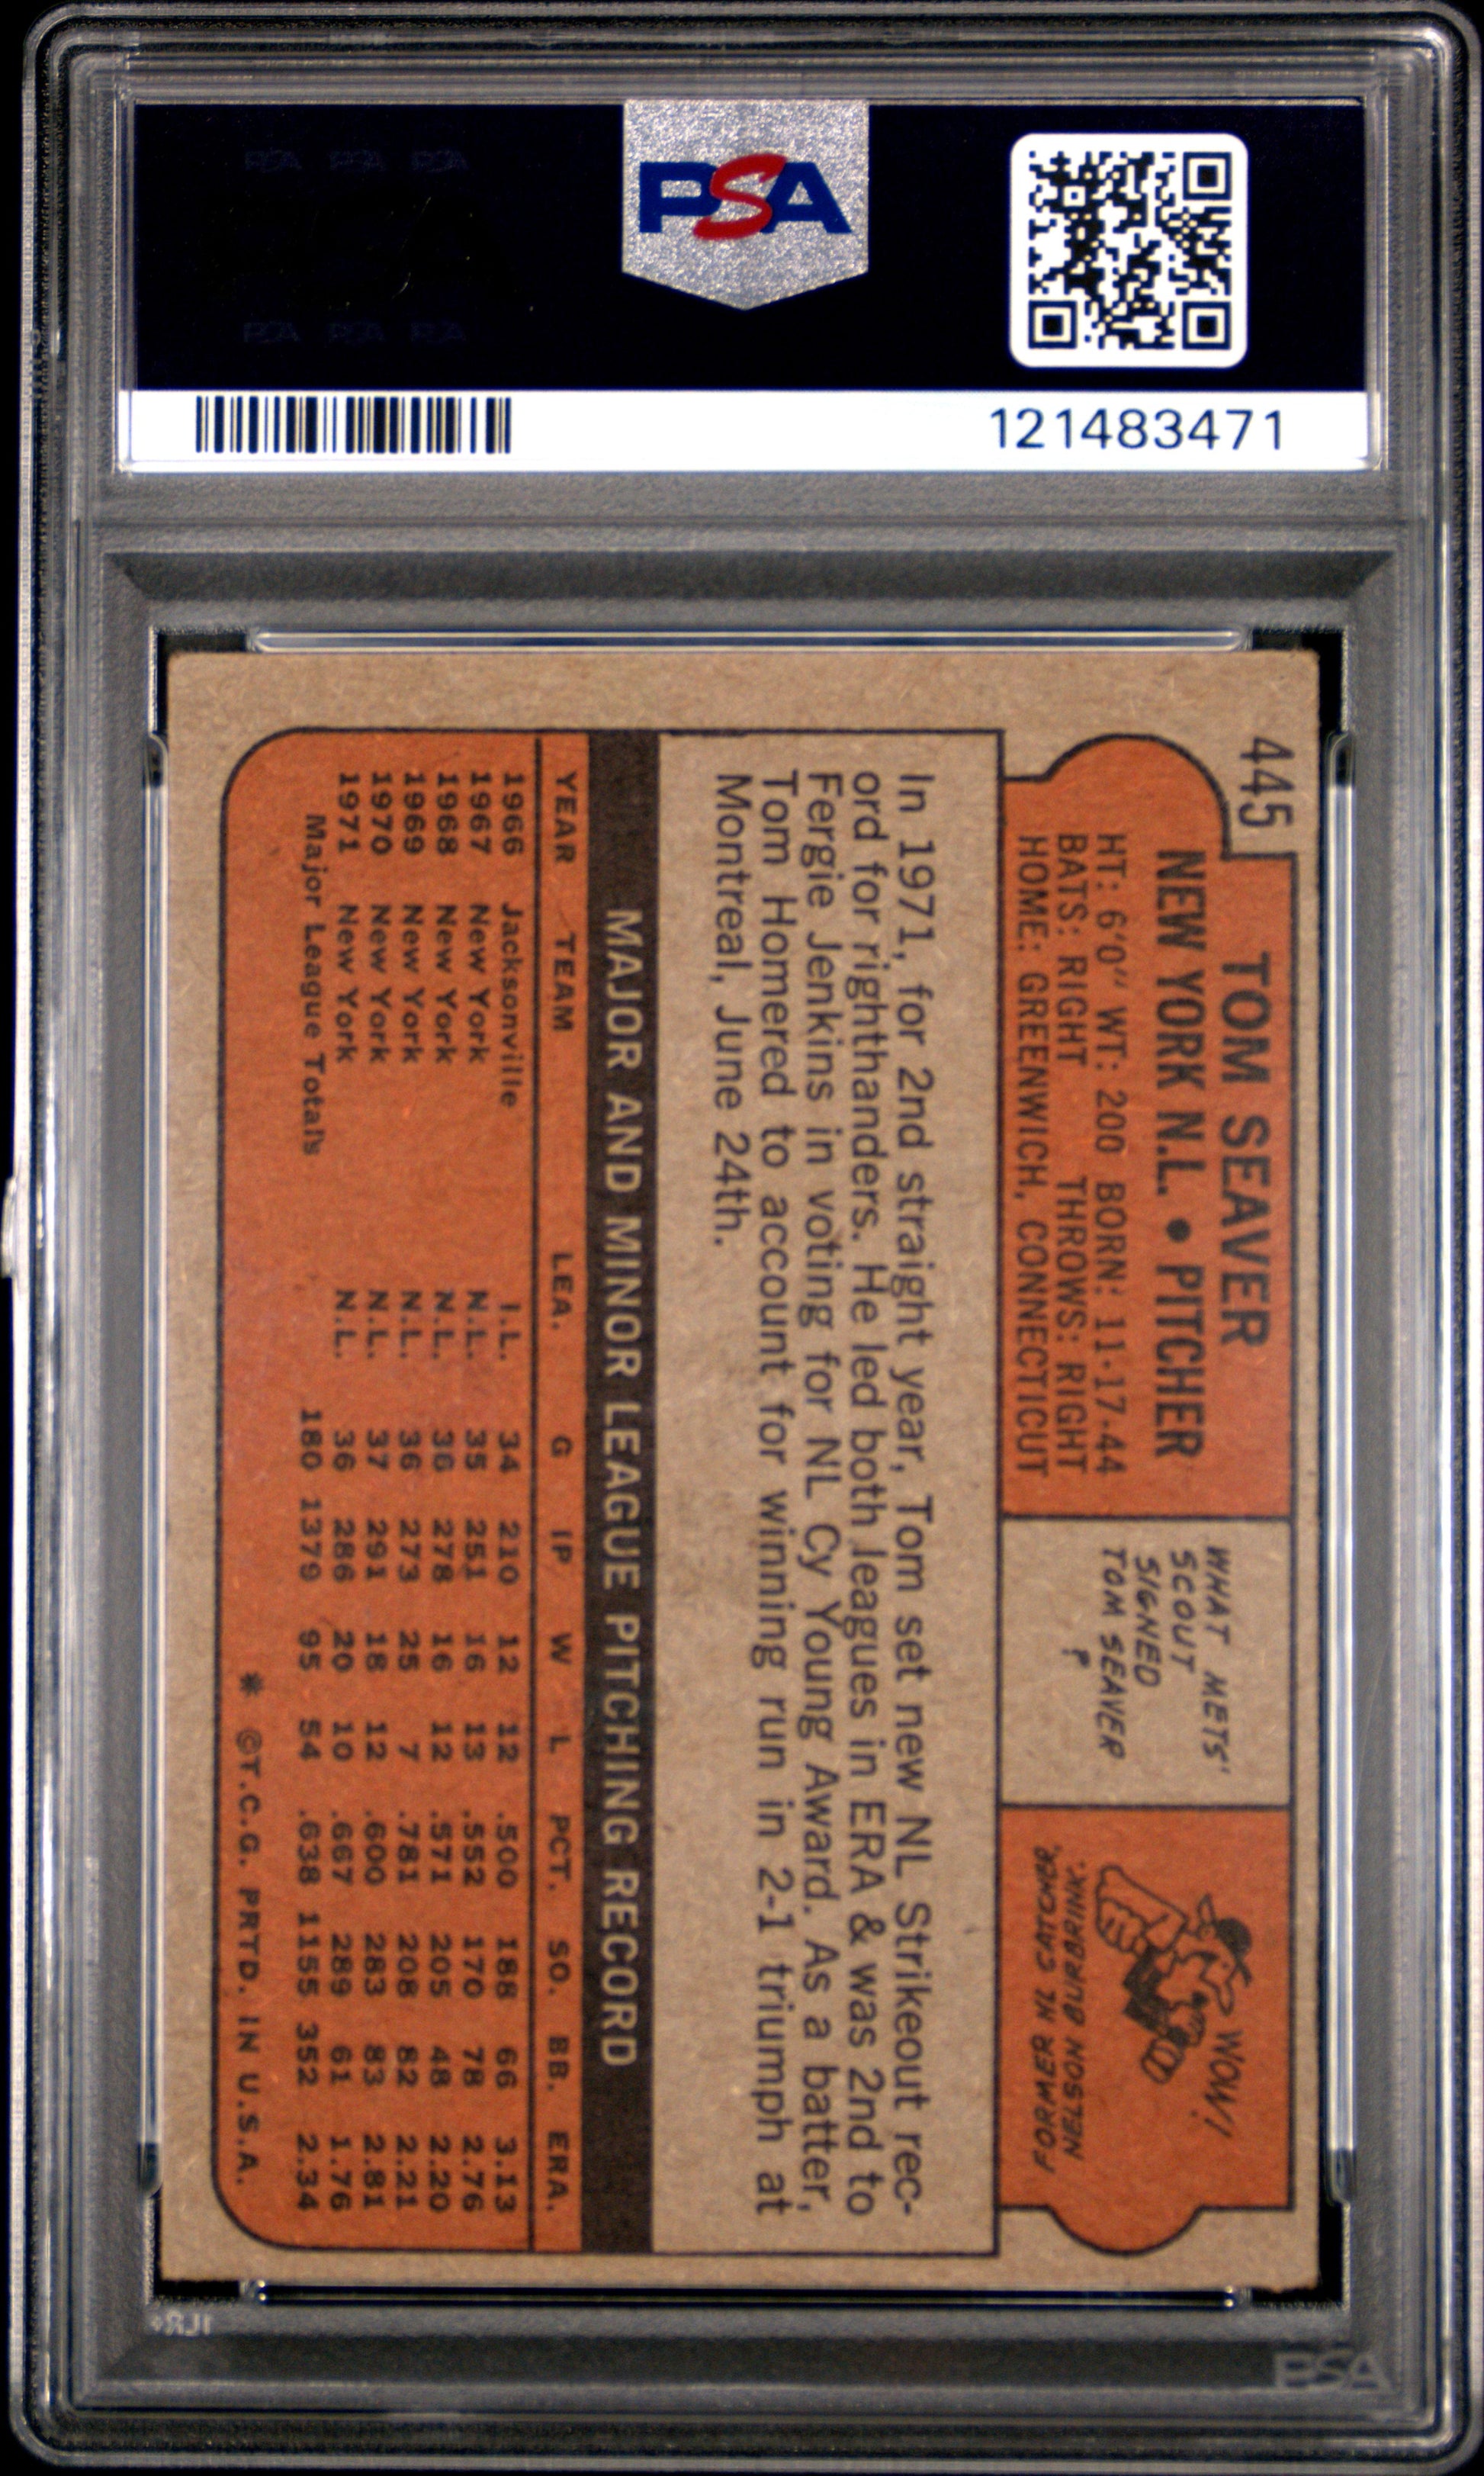 PSA
121483471
445
TOM SEAVER
NEW YORK N.L. • PITCHER
HT: 6'0" WT: 200 BORN: 11-17-44
BATS: RIGHT THROWS: RIGHT
HOME: GREENWICH, CONNECTICUT
WHAT METS'
SCOUT
SIGNED
TOM SEAVER
?
WOW!
FORMER NL CATCHER,
NELSON BURBRINK.
In 1971, for 2nd straight year, Tom set new NL Strikeout rec-
ord for righthanders. He led both leagues in ERA & was 2nd to
Fergie Jenkins in voting for NL Cy Young Award. As a batter,
Tom Homered to account for winning run in 2-1 triumph at
Montreal, June 24th.
MAJOR AND MINOR LEAGUE PITCHING RECORD
YEAR TEAM LEA. G IP W L PCT. SO. BB. ERA.
1966 Jacksonville I.L. 34 210 12 12 .500 188 66 3.13
1967 New York N.L. 35 251 16 13 .552 170 78 2.76
1968 New York N.L. 36 278 16 12 .571 205 48 2.20
1969 New York N.L. 36 273 25 7 .781 208 82 2.21
1970 New York N.L. 37 291 18 12 .600 283 83 2.81
1971 New York N.L. 36 286 20 10 .667 289 61 1.76
Major League Totals 180 1379 95 54 .638 1155 352 2.34
* ©T.C.G. PRTD. IN U.S.A.
PSA